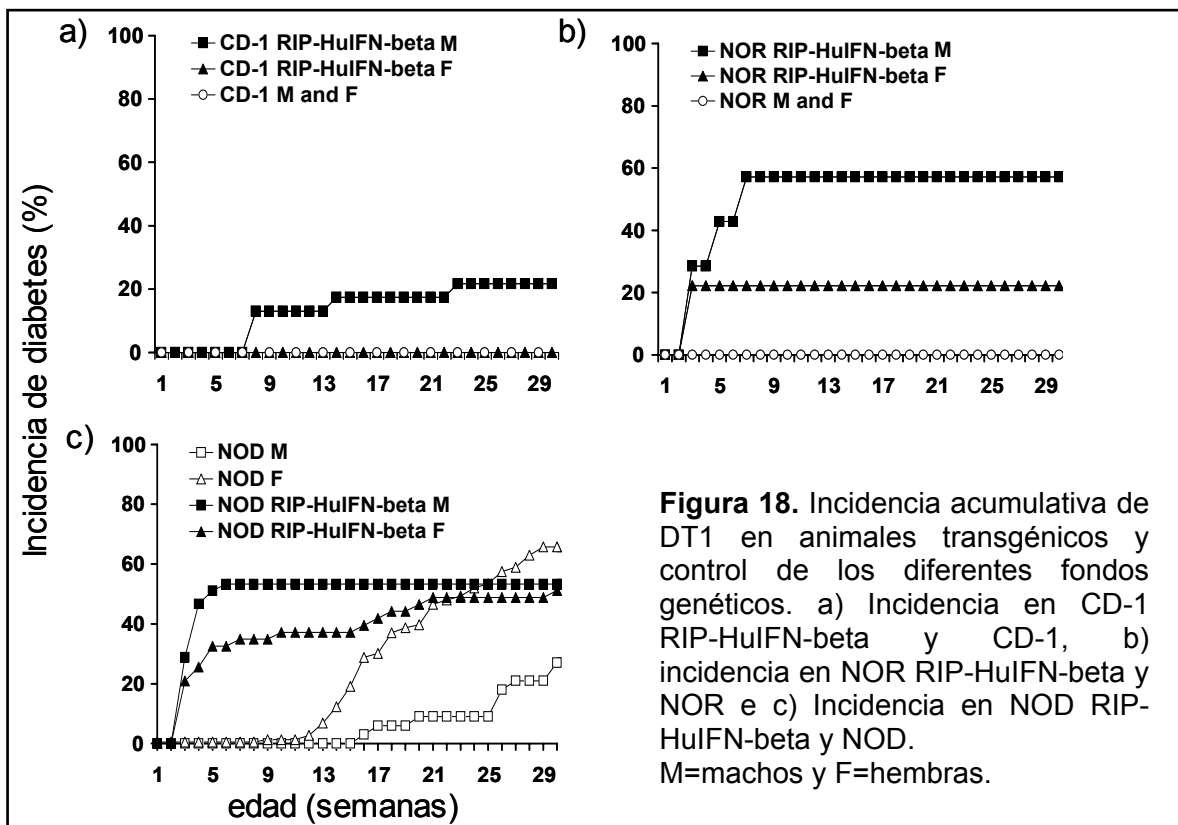 a)
CD-1 RIP-HuIFN-beta M
CD-1 RIP-HuIFN-beta F
CD-1 M and F
100
80
60
40
20
0
1 5 9 13 17 21 25 29
b)
NOR RIP-HuIFN-beta M
NOR RIP-HuIFN-beta F
NOR M and F
100
80
60
40
20
0
1 5 9 13 17 21 25 29
Incidencia de diabetes (%)
c)
NOD M
NOD F
NOD RIP-HuIFN-beta M
NOD RIP-HuIFN-beta F
100
80
60
40
20
0
1 5 9 13 17 21 25 29
edad (semanas)
Figura 18. Incidencia acumulativa de
DT1 en animales transgénicos y
control de los diferentes fondos
genéticos. a) Incidencia en CD-1
RIP-HuIFN-beta y CD-1, b)
incidencia en NOR RIP-HuIFN-beta y
NOR e c) Incidencia en NOD RIP-
HuIFN-beta y NOD.
M=machos y F=hembras.